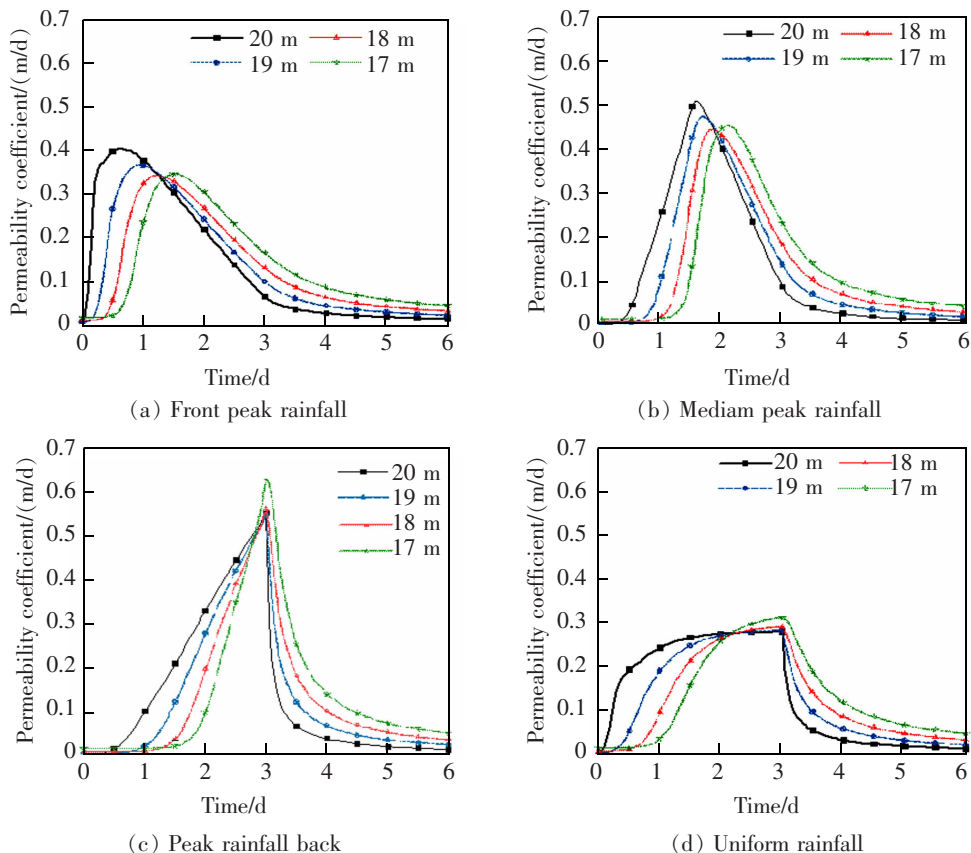 0.7
0.6
0.5
0.4
0.3
0.2
0.1
0
Permeability coefficient/(m/d)
20 m
18 m
19 m
17 m
0 1 2 3 4 5 6
Time/d
(a) Front peak rainfall
0.7
0.6
0.5
0.4
0.3
0.2
0.1
0
Permeability coefficient/(m/d)
20 m
18 m
19 m
17 m
0 1 2 3 4 5 6
Time/d
(b) Mediam peak rainfall
0.7
0.6
0.5
0.4
0.3
0.2
0.1
0
Permeability coefficient/(m/d)
20 m
19 m
18 m
17 m
0 1 2 3 4 5 6
Time/d
(c) Peak rainfall back
0.7
0.6
0.5
0.4
0.3
0.2
0.1
0
Permeability coefficient/(m/d)
20 m
18 m
19 m
17 m
0 1 2 3 4 5 6
Time/d
(d) Uniform rainfall